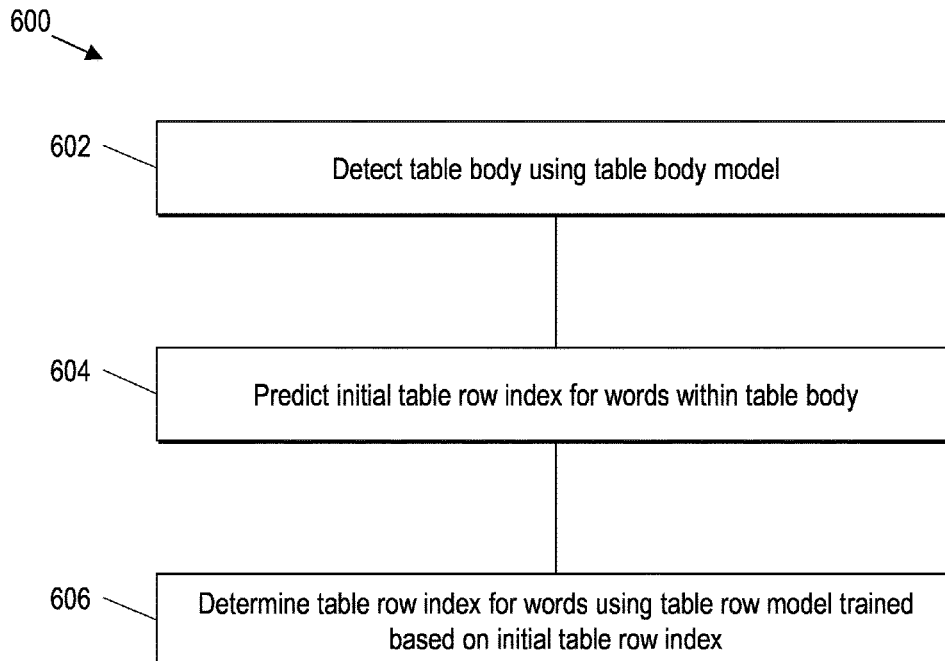 600
602
Detect table body using table body model
604
Predict initial table row index for words within table body
606
Determine table row index for words using table row model trained
based on initial table row index